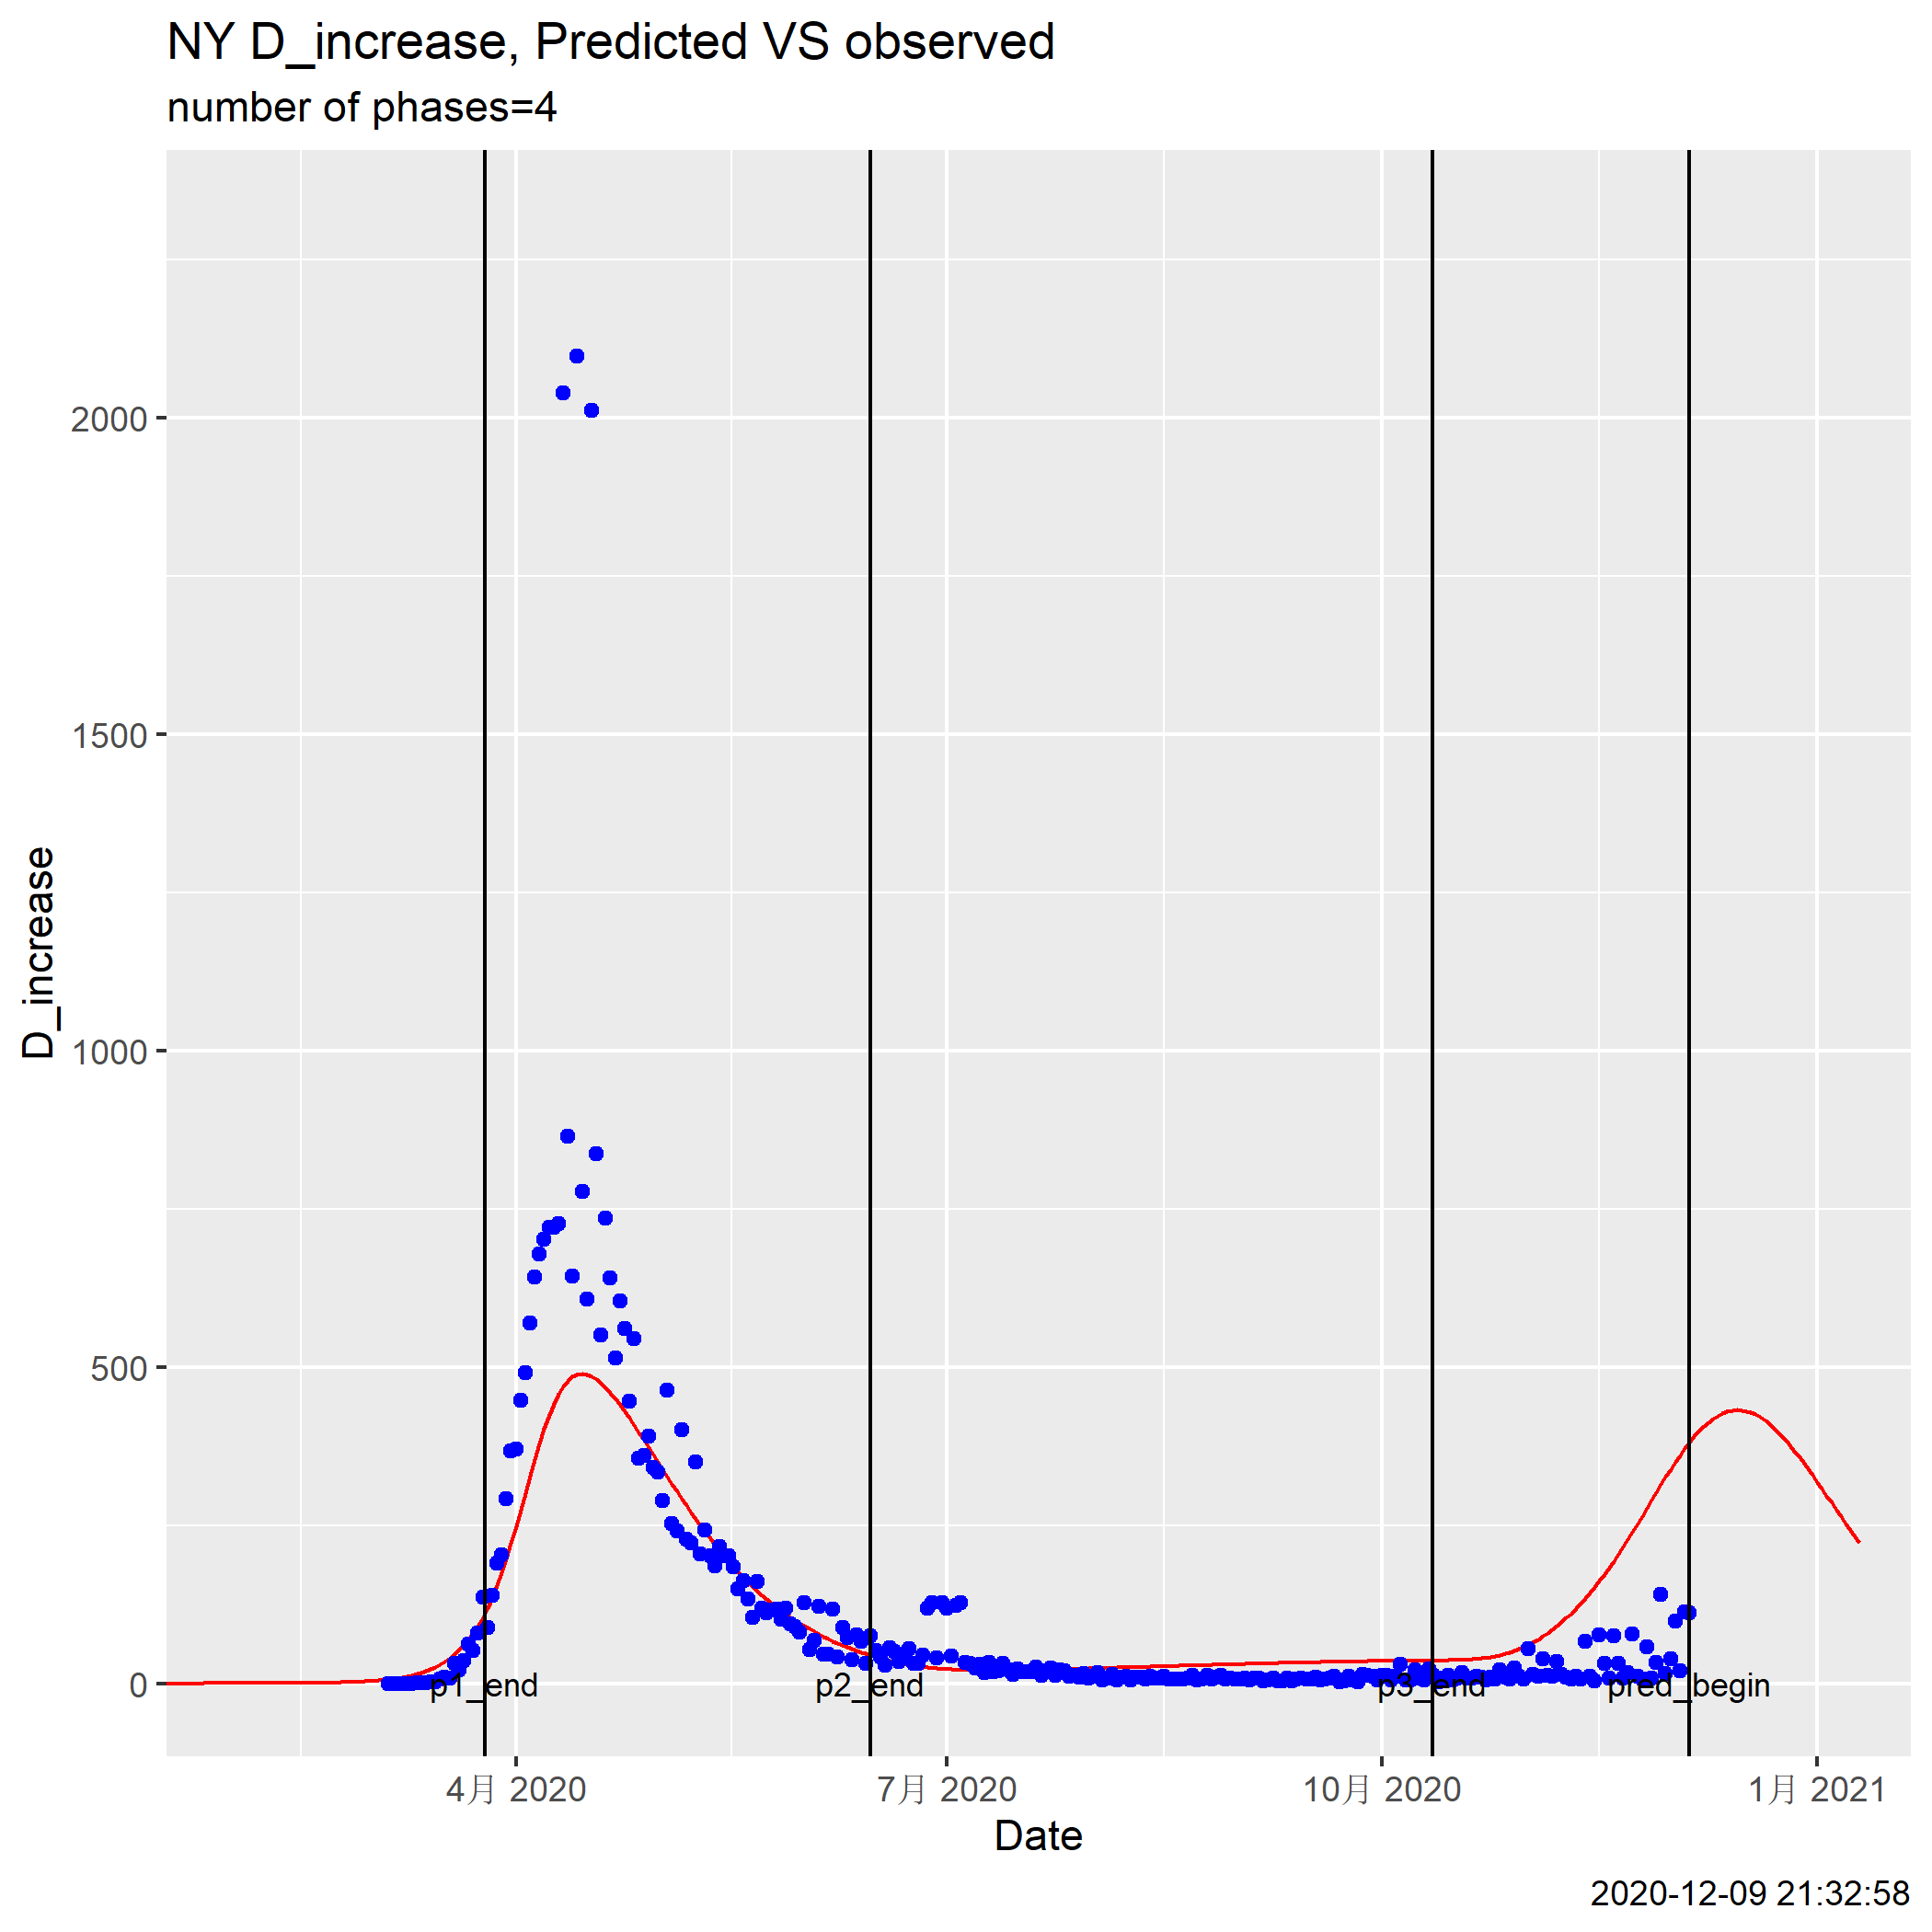 NY D_increase, Predicted VS observed
number of phases=4
2000
1500
1000
500
0
D_increase
p1_end
p2_end
p3_end
pred_begin
4月 2020
7月 2020
10月 2020
1月 2021
Date
2020-12-09 21:32:58